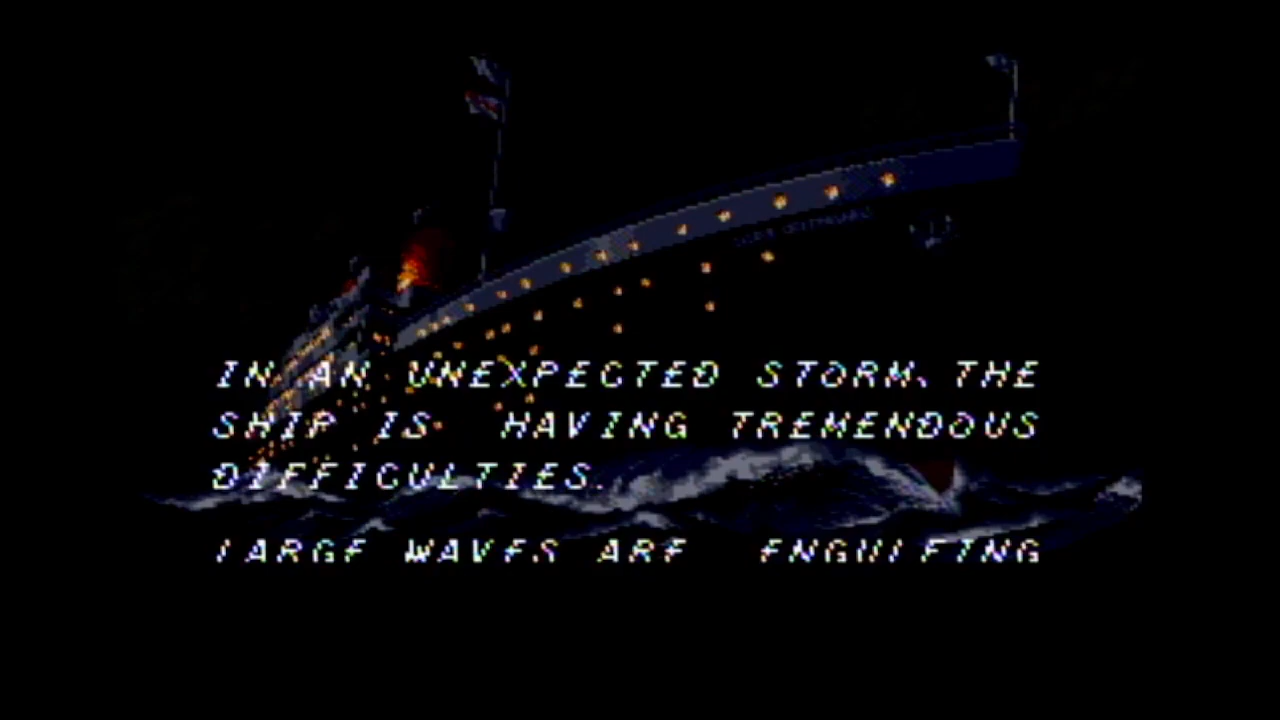 IN AN UNEXPECTED STORM, THE
SHIP IS HAVING TREMENDOUS
DIFFICULTIES.
LARGE WAVES ARE ENGULFING